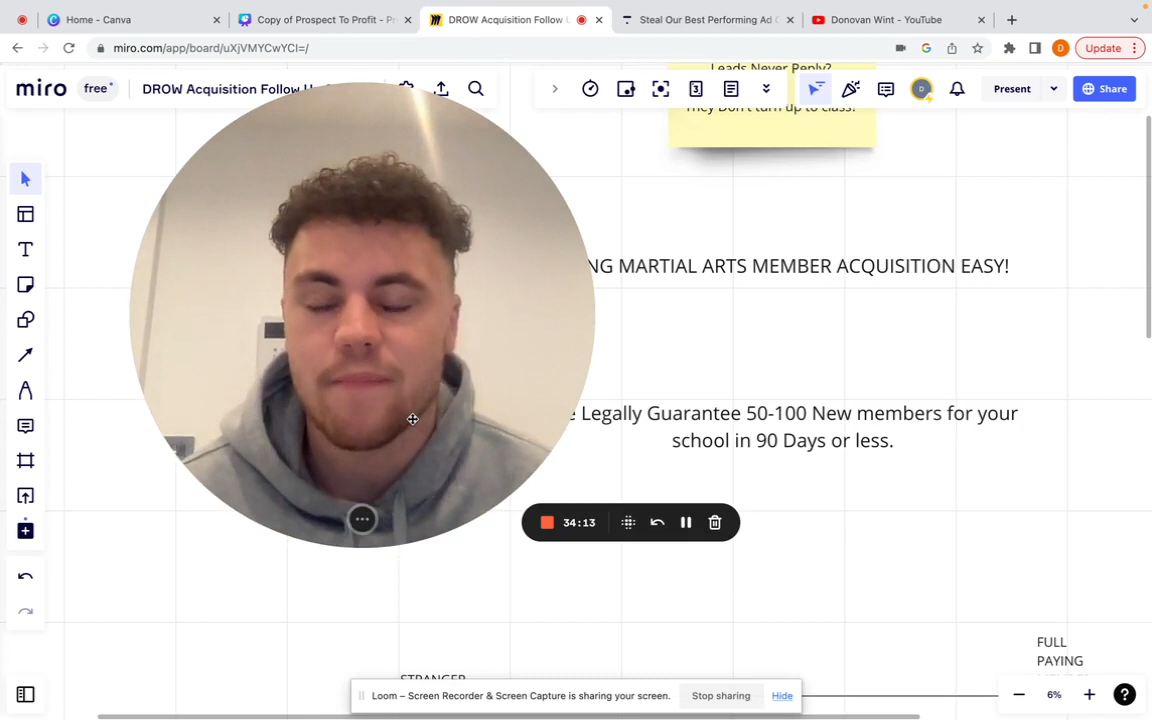 Home - Canva
Copy of Prospect To Profit - Pr
DROW Acquisition Follow U
Steal Our Best Performing Ad C
Donovan Wint - YouTube
miro.com/app/board/uXjVMYCwYCI=/
D
Update
miro
free
DROW Acquisition Follow U
3
D
Present
Share
Leads Never Reply?
They Don't turn up to class?
NG MARTIAL ARTS MEMBER ACQUISITION EASY!
e Legally Guarantee 50-100 New members for your
school in 90 Days or less.
34:13
FULL
PAYING
STRANGER
Loom – Screen Recorder & Screen Capture is sharing your screen.
Stop sharing
Hide
6%